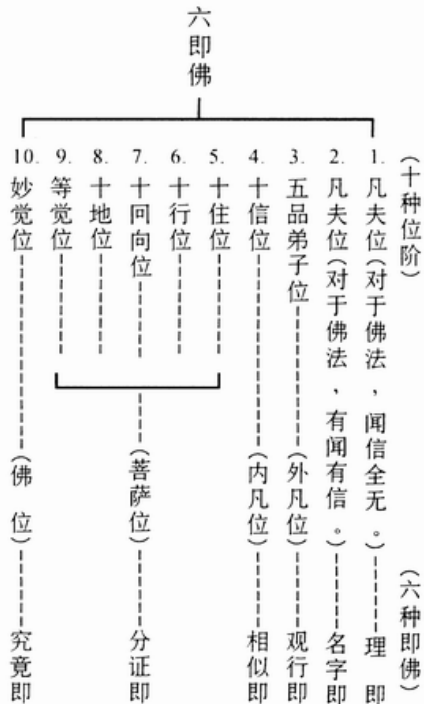 六即佛
（十种位阶） （六种即佛）
1. 凡夫位（对于佛法，闻信全无。） 理即
2. 凡夫位（对于佛法，有闻有信。） 名字即
3. 五品弟子位 （外凡位） 观行即
4. 十信位 （内凡位） 相似即
5. 十住位
6. 十行位
7. 十回向位 （菩萨位） 分证即
8. 十地位
9. 等觉位
10. 妙觉位 （佛位） 究竟即